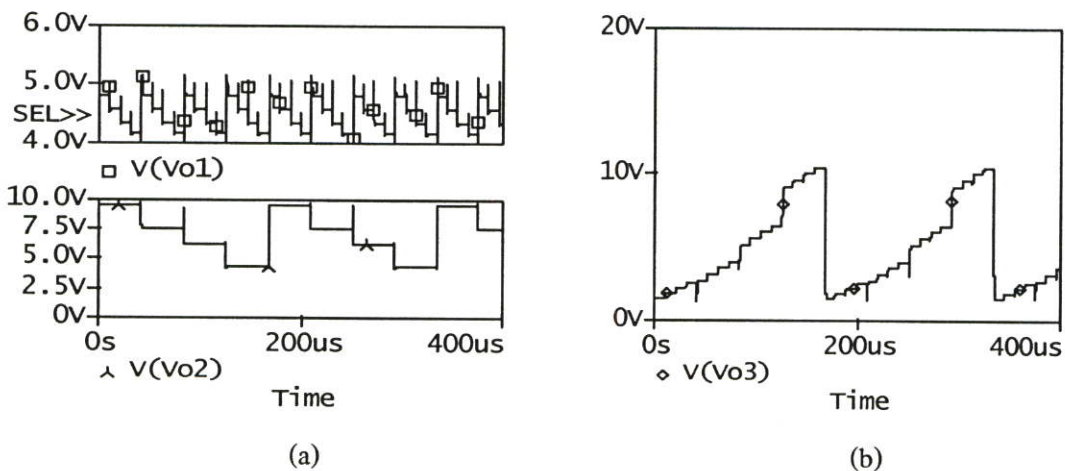 6.0V
5.0V
SEL>>
4.0V
V(Vo1)
10.0V
7.5V
5.0V
2.5V
0V
0s 200us 400us
V(Vo2)
Time
(a)
20V
10V
0V
0s 200us 400us
V(Vo3)
Time
(b)